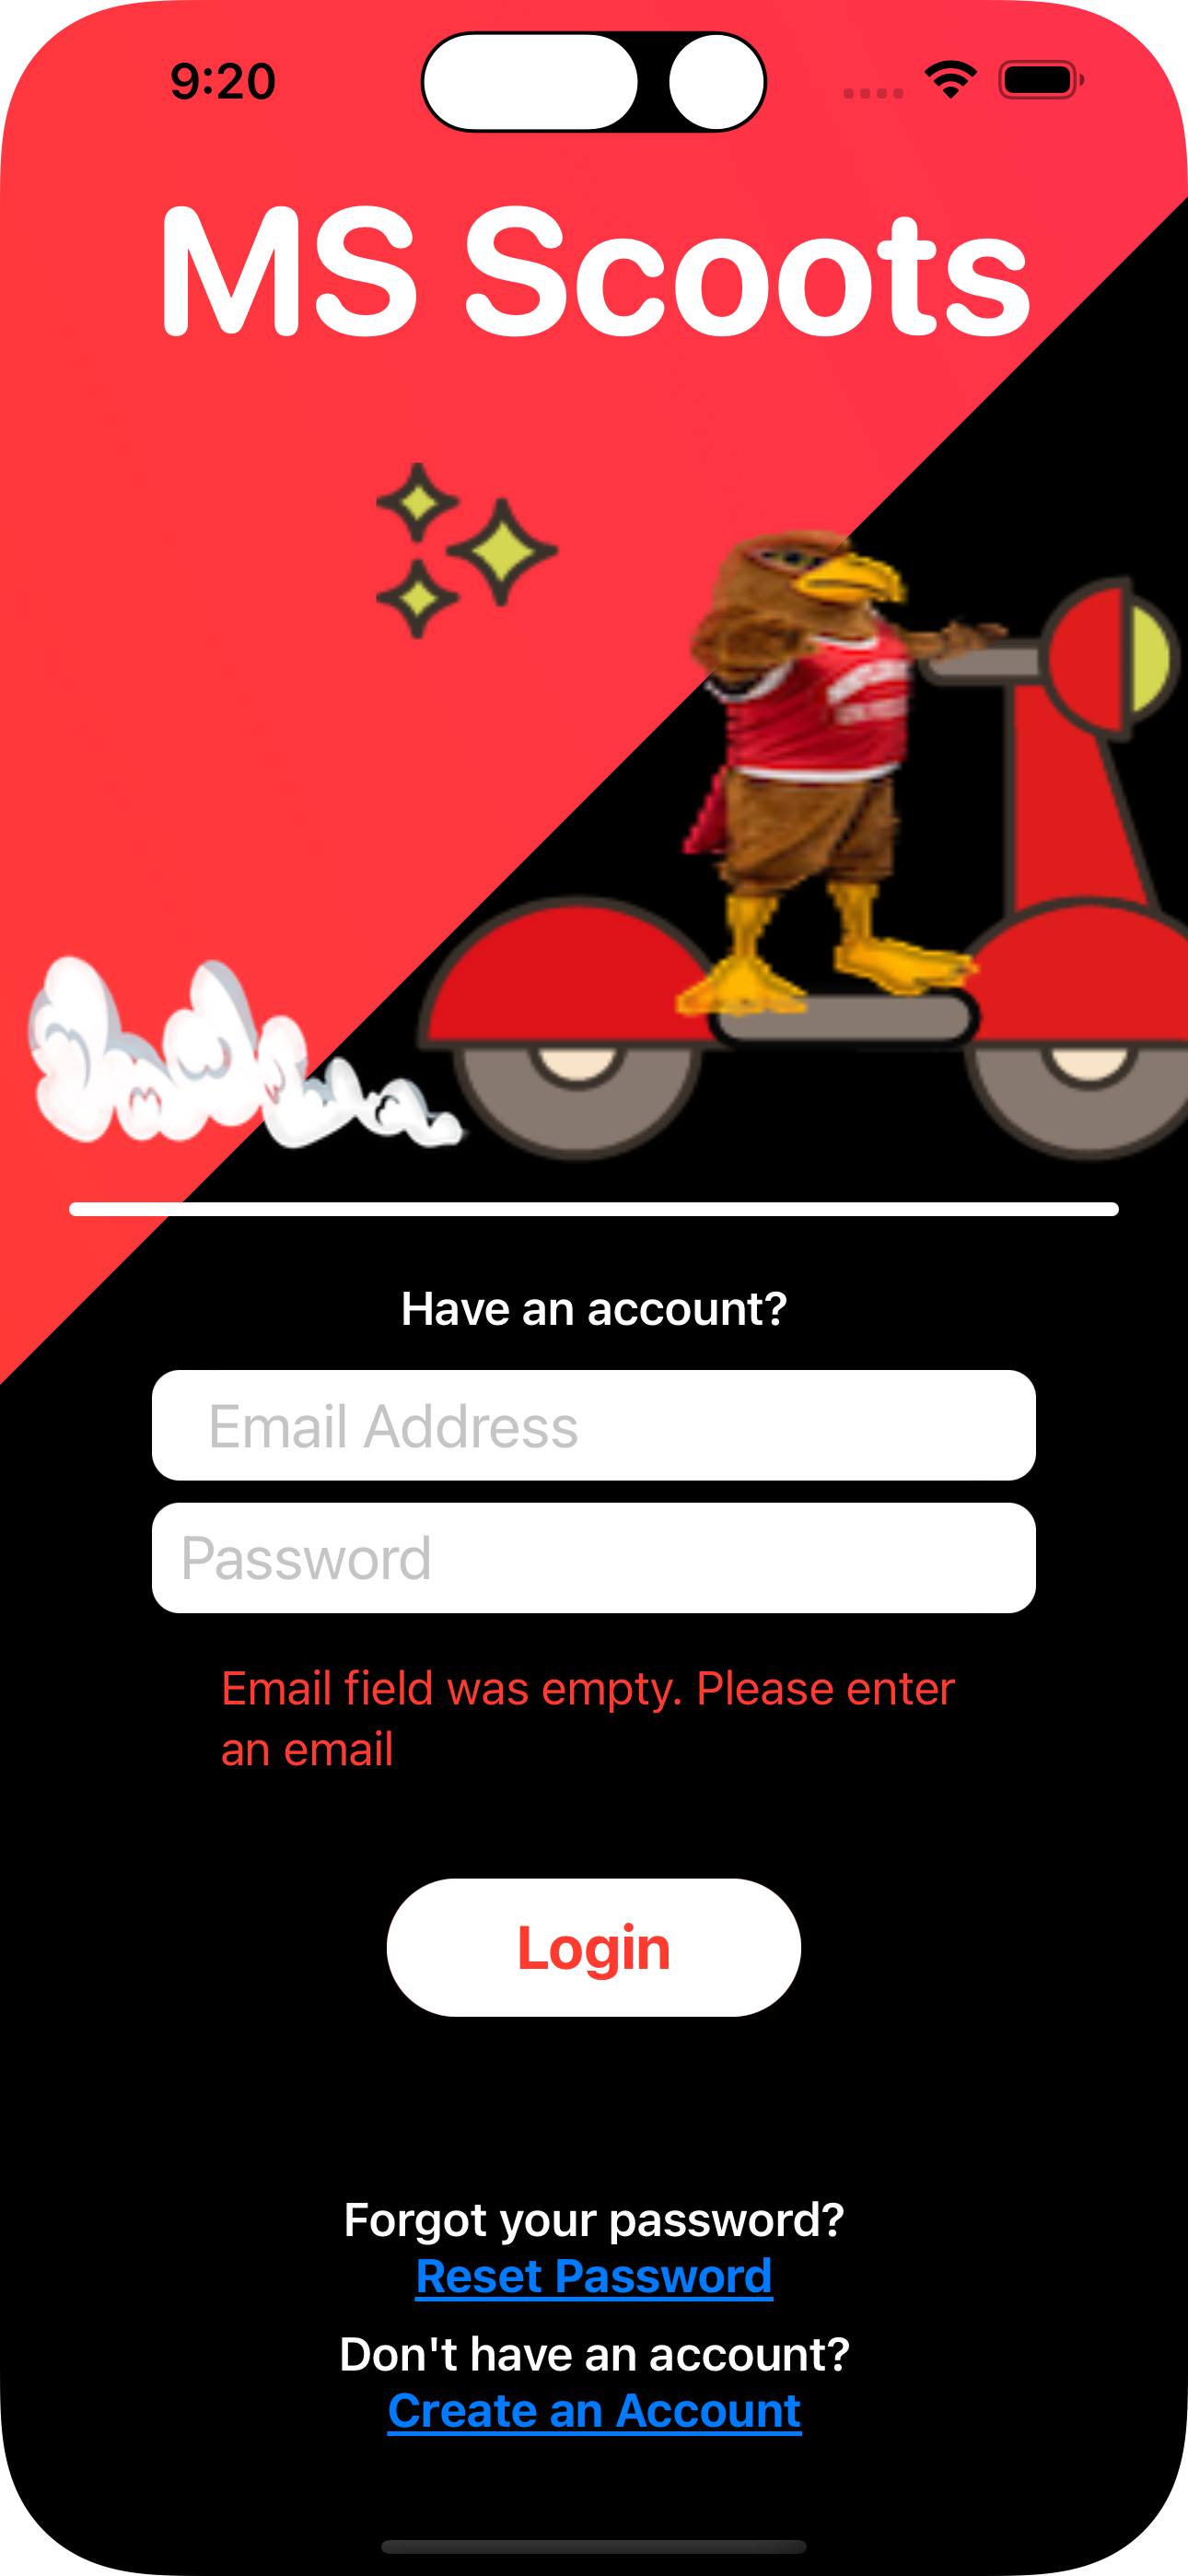 9:20
MS Scoots
Have an account?
Email Address
Password
Email field was empty. Please enter
an email
Login
Forgot your password?
Reset Password
Don't have an account?
Create an Account